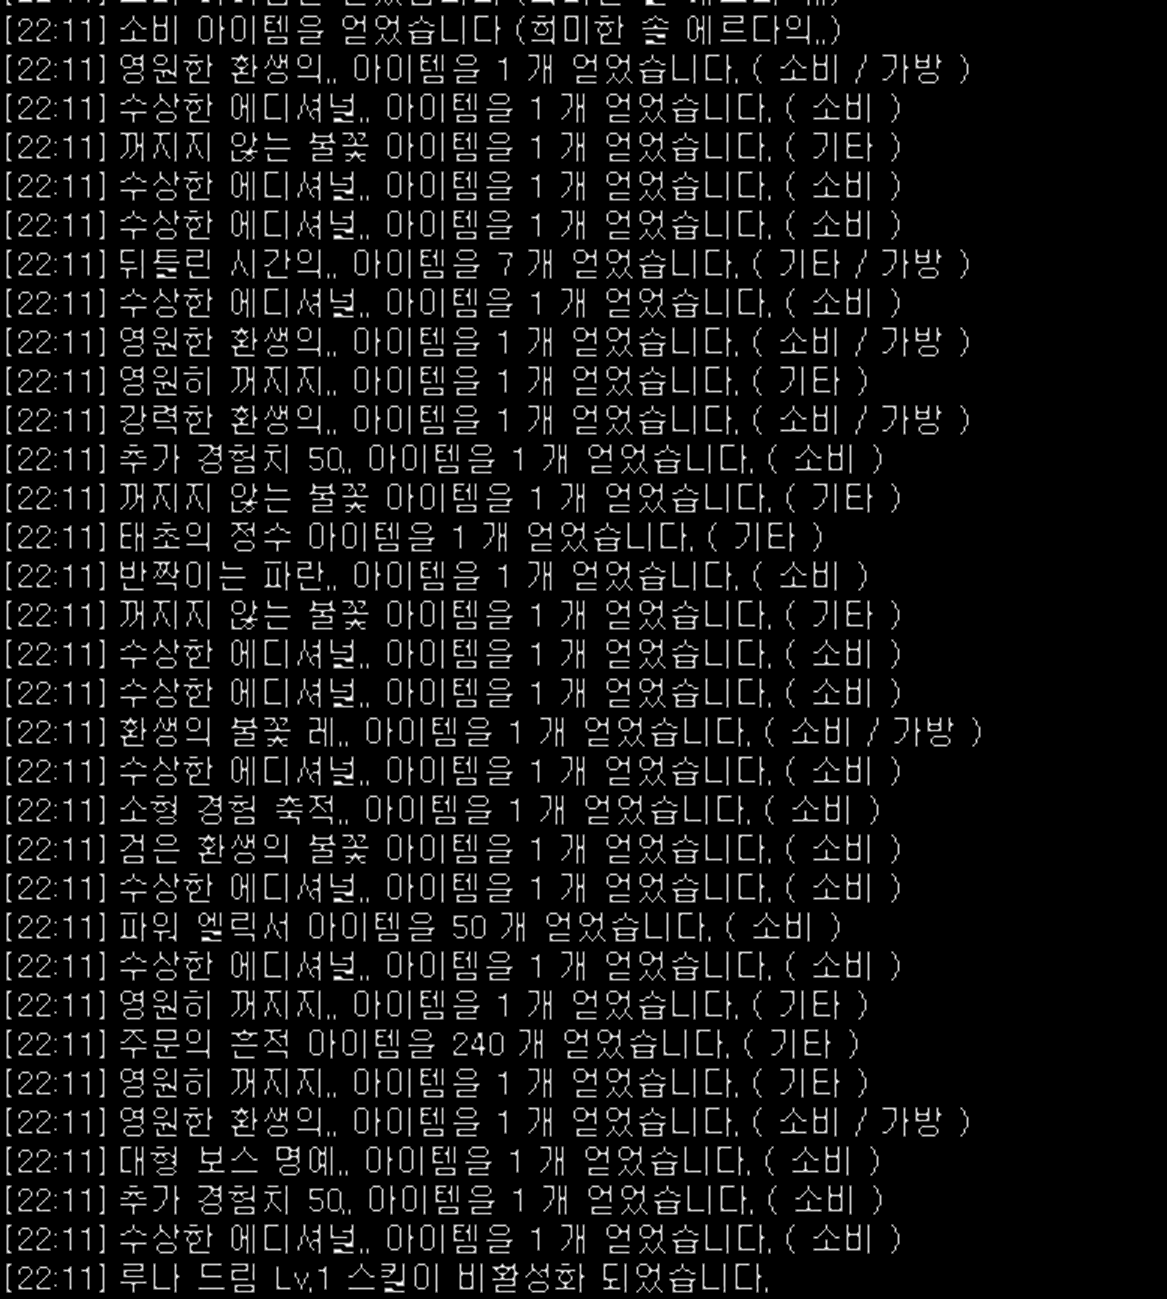 [22:11] 소비 아이템을 얻었습니다 (희미한 솔 에르다의..)
[22:11] 영원한 환생의.. 아이템을 1 개 얻었습니다. ( 소비 / 가방 )
[22:11] 수상한 에디셔널.. 아이템을 1 개 얻었습니다. ( 소비 )
[22:11] 꺼지지 않는 불꽃 아이템을 1 개 얻었습니다. ( 기타 )
[22:11] 수상한 에디셔널.. 아이템을 1 개 얻었습니다. ( 소비 )
[22:11] 수상한 에디셔널.. 아이템을 1 개 얻었습니다. ( 소비 )
[22:11] 뒤틀린 시간의.. 아이템을 7 개 얻었습니다. ( 기타 / 가방 )
[22:11] 수상한 에디셔널.. 아이템을 1 개 얻었습니다. ( 소비 )
[22:11] 영원한 환생의.. 아이템을 1 개 얻었습니다. ( 소비 / 가방 )
[22:11] 영원히 꺼지지.. 아이템을 1 개 얻었습니다. ( 기타 )
[22:11] 강력한 환생의.. 아이템을 1 개 얻었습니다. ( 소비 / 가방 )
[22:11] 추가 경험치 50.. 아이템을 1 개 얻었습니다. ( 소비 )
[22:11] 꺼지지 않는 불꽃 아이템을 1 개 얻었습니다. ( 기타 )
[22:11] 태초의 정수 아이템을 1 개 얻었습니다. ( 기타 )
[22:11] 반짝이는 파란.. 아이템을 1 개 얻었습니다. ( 소비 )
[22:11] 꺼지지 않는 불꽃 아이템을 1 개 얻었습니다. ( 기타 )
[22:11] 수상한 에디셔널.. 아이템을 1 개 얻었습니다. ( 소비 )
[22:11] 수상한 에디셔널.. 아이템을 1 개 얻었습니다. ( 소비 )
[22:11] 환생의 불꽃 레.. 아이템을 1 개 얻었습니다. ( 소비 / 가방 )
[22:11] 수상한 에디셔널.. 아이템을 1 개 얻었습니다. ( 소비 )
[22:11] 소형 경험 축적.. 아이템을 1 개 얻었습니다. ( 소비 )
[22:11] 검은 환생의 불꽃 아이템을 1 개 얻었습니다. ( 소비 )
[22:11] 수상한 에디셔널.. 아이템을 1 개 얻었습니다. ( 소비 )
[22:11] 파워 엘릭서 아이템을 50 개 얻었습니다. ( 소비 )
[22:11] 수상한 에디셔널.. 아이템을 1 개 얻었습니다. ( 소비 )
[22:11] 영원히 꺼지지.. 아이템을 1 개 얻었습니다. ( 기타 )
[22:11] 주문의 흔적 아이템을 240 개 얻었습니다. ( 기타 )
[22:11] 영원히 꺼지지.. 아이템을 1 개 얻었습니다. ( 기타 )
[22:11] 영원한 환생의.. 아이템을 1 개 얻었습니다. ( 소비 / 가방 )
[22:11] 대형 보스 명예.. 아이템을 1 개 얻었습니다. ( 소비 )
[22:11] 추가 경험치 50.. 아이템을 1 개 얻었습니다. ( 소비 )
[22:11] 수상한 에디셔널.. 아이템을 1 개 얻었습니다. ( 소비 )
[22:11] 루나 드림 Lv.1 스킬이 비활성화 되었습니다.